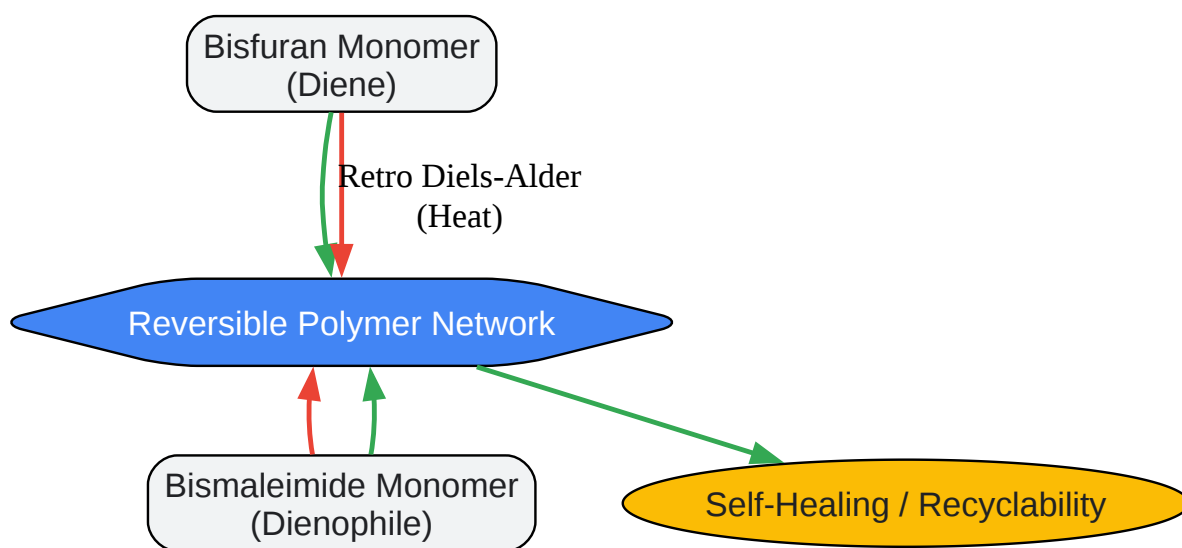 Bisfuran Monomer
(Diene)
Retro Diels-Alder
(Heat)
Reversible Polymer Network
Bismaleimide Monomer
(Dienophile)
Self-Healing / Recyclability